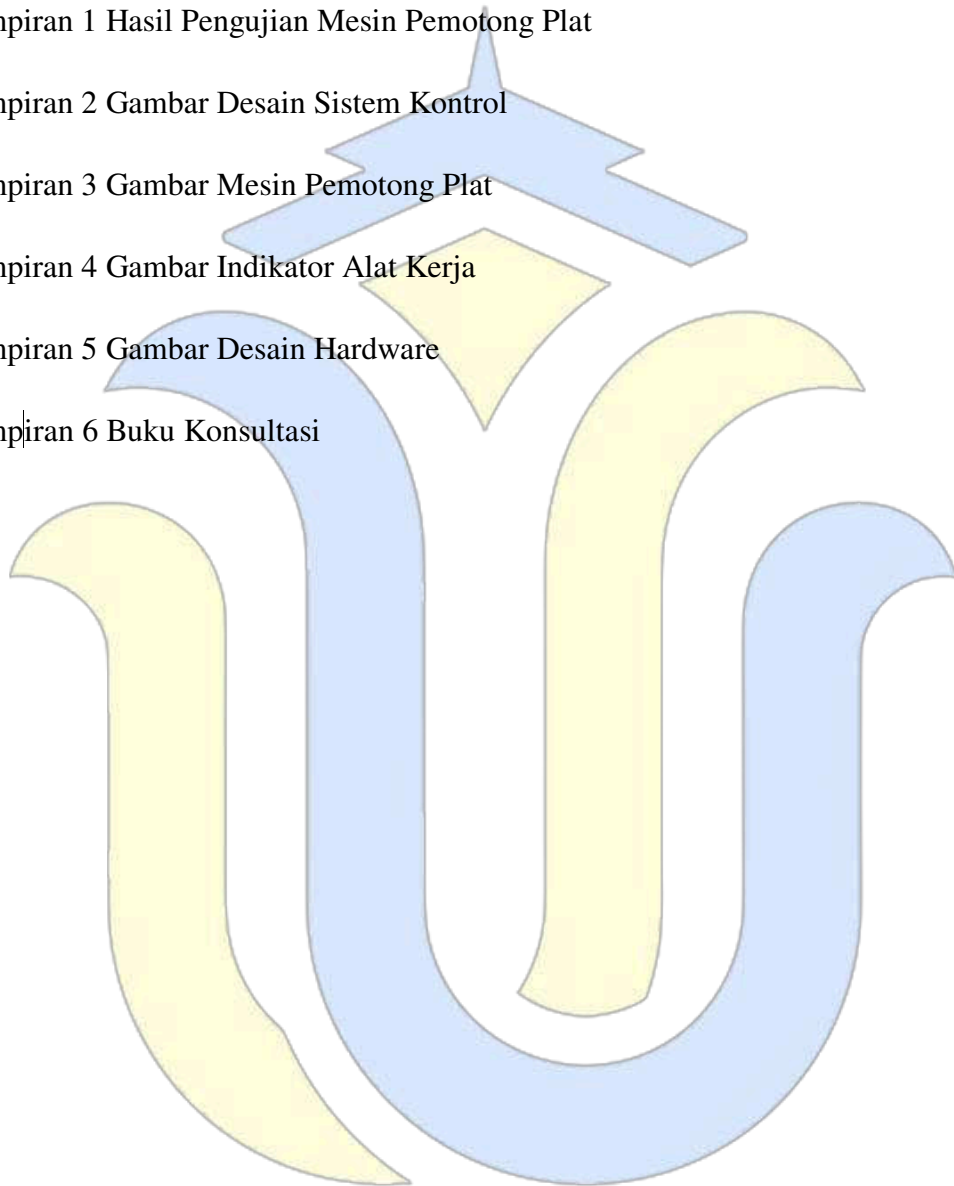 npiran 1 Hasil Pengujian Mesin Pemotong Plat
npiran 2 Gambar Desain Sistem Kontrol
npiran 3 Gambar Mesin Pemotong Plat
npiran 4 Gambar Indikator Alat Kerja
npiran 5 Gambar Desain Hardware
npiran 6 Buku Konsultasi